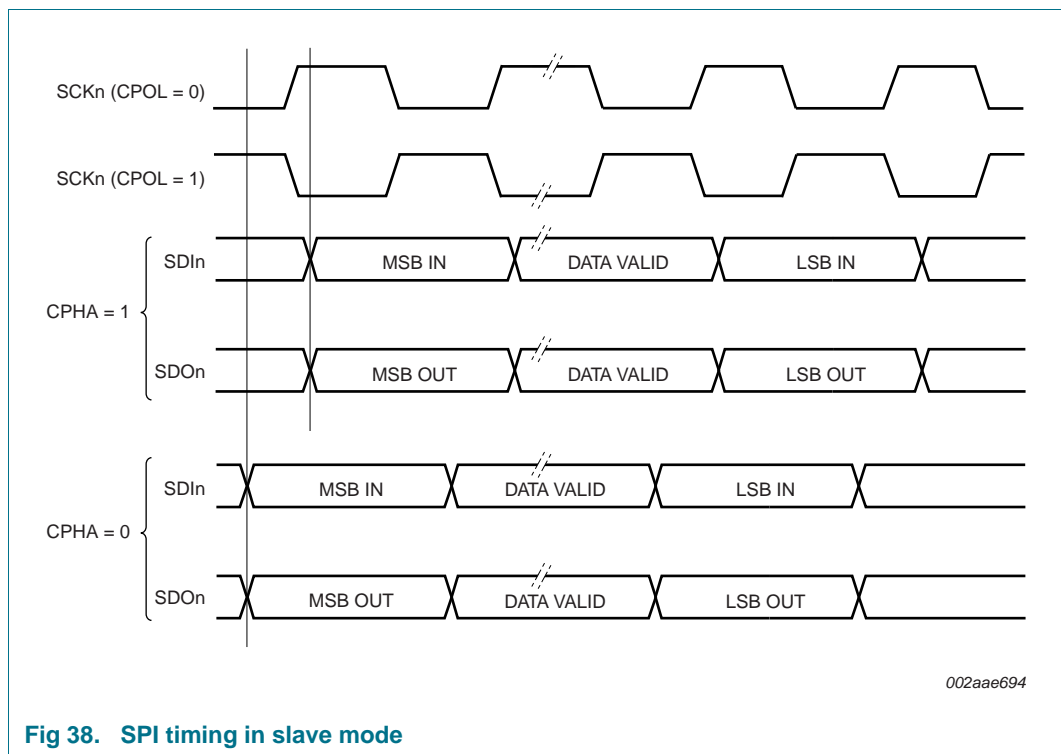 SCKn (CPOL = 0)
SCKn (CPOL = 1)
CPHA = 1
SDIn
MSB IN
DATA VALID
LSB IN
SDOn
MSB OUT
DATA VALID
LSB OUT
CPHA = 0
SDIn
MSB IN
DATA VALID
LSB IN
SDOn
MSB OUT
DATA VALID
LSB OUT
002aae694
Fig 38. SPI timing in slave mode